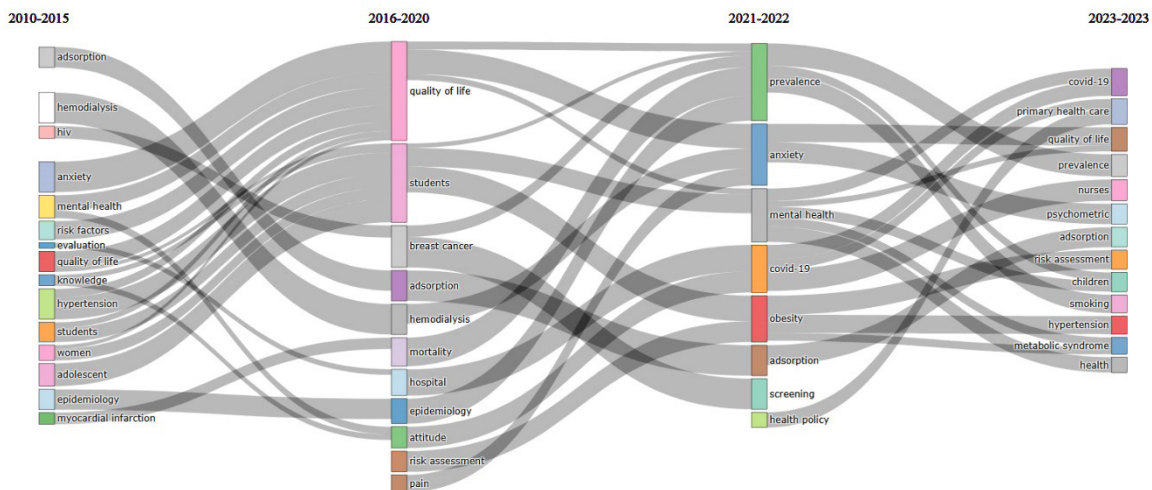 2010-2015
2016-2020
2021-2022
2023-2023
adsorption
hemodialysis
hiv
anxiety
mental health
risk factors
evaluation
quality of life
knowledge
hypertension
students
women
adolescent
epidemiology
myocardial infarction
quality of life
students
breast cancer
adsorption
hemodialysis
mortality
hospital
epidemiology
attitude
risk assessment
pain
prevalence
anxiety
mental health
covid-19
obesity
adsorption
screening
health policy
covid-19
primary health care
quality of life
prevalence
nurses
psychometric
adsorption
risk assessment
children
smoking
hypertension
metabolic syndrome
health